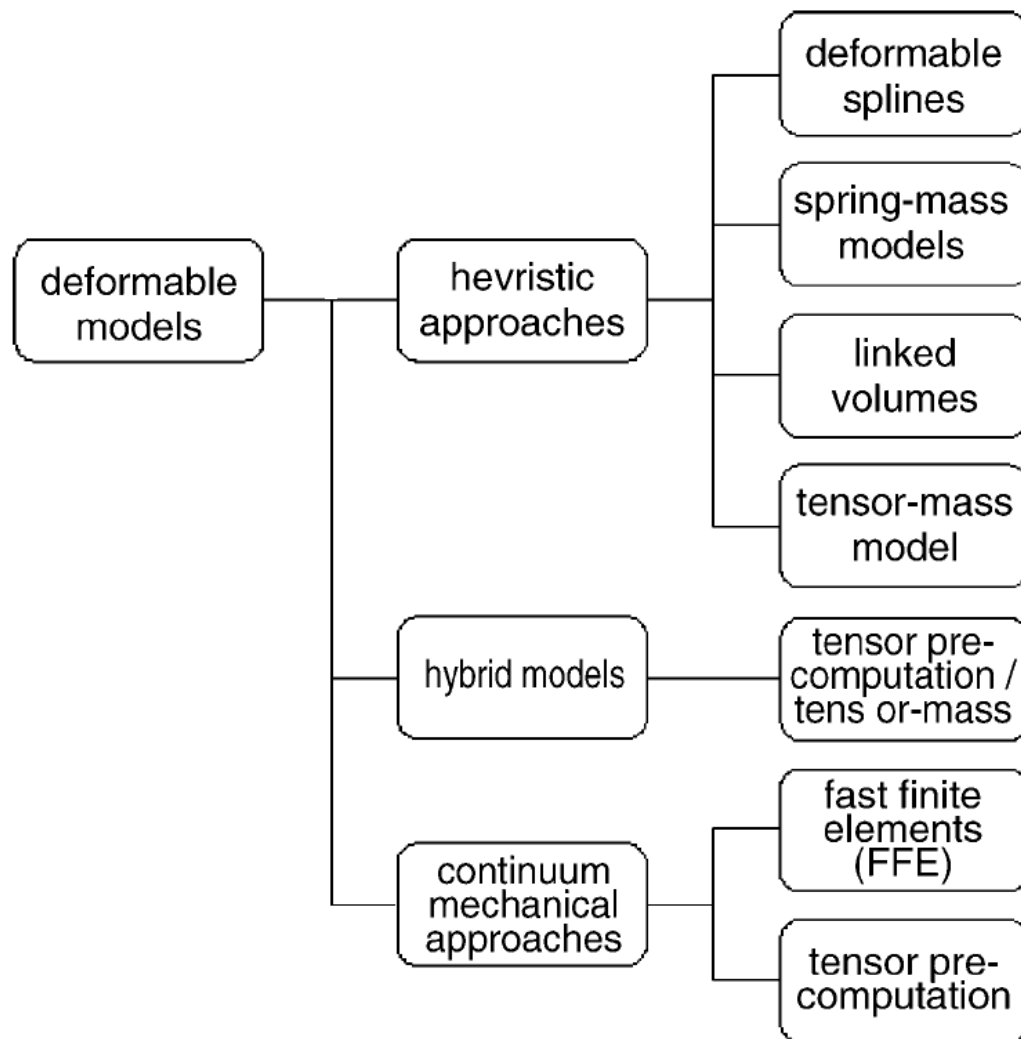 deformable
models
hevristic
approaches
deformable
splines
spring-mass
models
linked
volumes
tensor-mass
model
hybrid models
tensor pre-
computation /
tens or-mass
continuum
mechanical
approaches
fast finite
elements
(FFE)
tensor pre-
computation